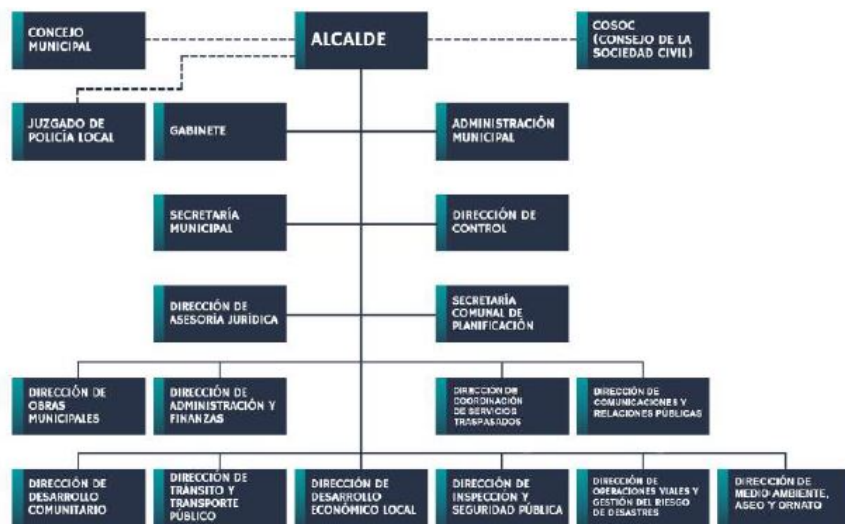 CONCEJO
MUNICIPAL
ALCALDE
COSOC
(CONSEJO DE LA
SOCIEDAD CIVIL)
JUZGADO DE
POLICÍA LOCAL
GABINETE
ADMINISTRACIÓN
MUNICIPAL
SECRETARÍA
MUNICIPAL
DIRECCIÓN DE
CONTROL
DIRECCIÓN DE
ASESORÍA JURÍDICA
SECRETARÍA
COMUNAL DE
PLANIFICACIÓN
DIRECCIÓN DE
OBRAS
MUNICIPALES
DIRECCIÓN DE
ADMINISTRACIÓN Y
FINANZAS
DIRECCIÓN DE
COORDINACIÓN
DE SERVICIOS
TRASPASADOS
DIRECCIÓN DE
COMUNICACIONES Y
RELACIONES PÚBLICAS
DIRECCIÓN DE
DESARROLLO
COMUNITARIO
DIRECCIÓN DE
TRÁNSITO Y
TRANSPORTE
PÚBLICO
DIRECCIÓN DE
DESARROLLO
ECONÓMICO LOCAL
DIRECCIÓN DE
INSPECCIÓN Y
SEGURIDAD PÚBLICA
DIRECCIÓN DE
OPERACIONES VIALES Y
GESTIÓN DEL RIESGO
DE DESASTRES
DIRECCIÓN DE
MEDIO AMBIENTE,
ASEO Y ORNATO